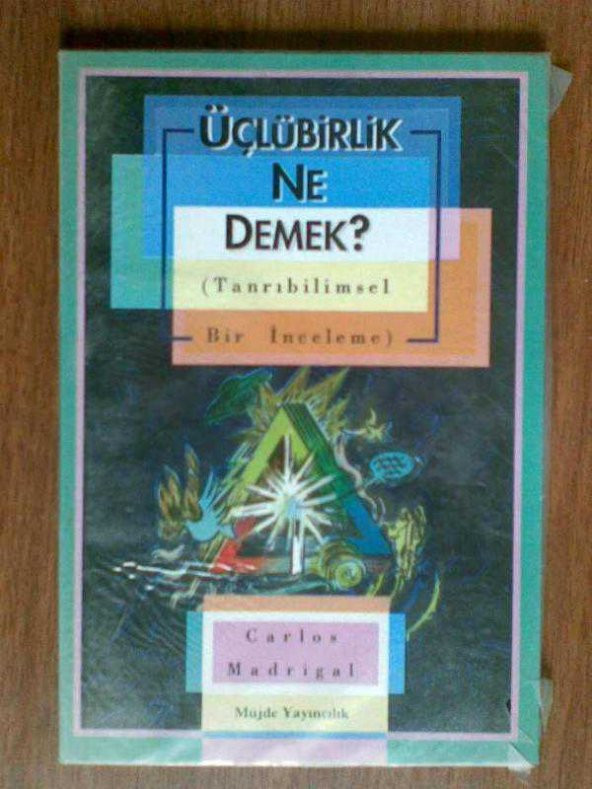 ÜÇLÜBİRLİK
NE
DEMEK?
(Tanrıbilimsel
Bir İnceleme)
Carlos
Madrigal
Müjde Yayıncılık